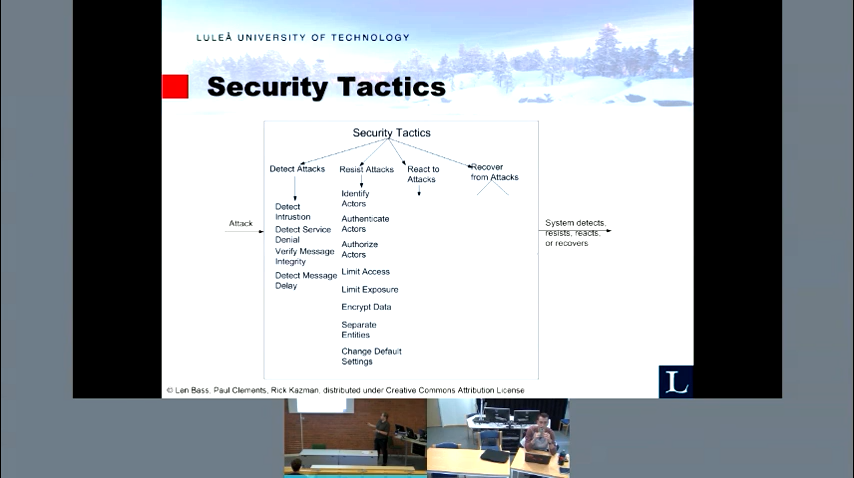 LULEÅ UNIVERSITY OF TECHNOLOGY
Security Tactics
Security Tactics
Detect Attacks
Resist Attacks
React to
Attacks
Recover
from Attacks
Attack
Detect
Intrustion
Detect Service
Denial
Verify Message
Integrity
Detect Message
Delay
Identify
Actors
Authenticate
Actors
Authorize
Actors
Limit Access
Limit Exposure
Encrypt Data
Separate
Entities
Change Default
Settings
System detects,
resists, reacts,
or recovers
© Len Bass, Paul Clements, Rick Kazman, distributed under Creative Commons Attribution License
L